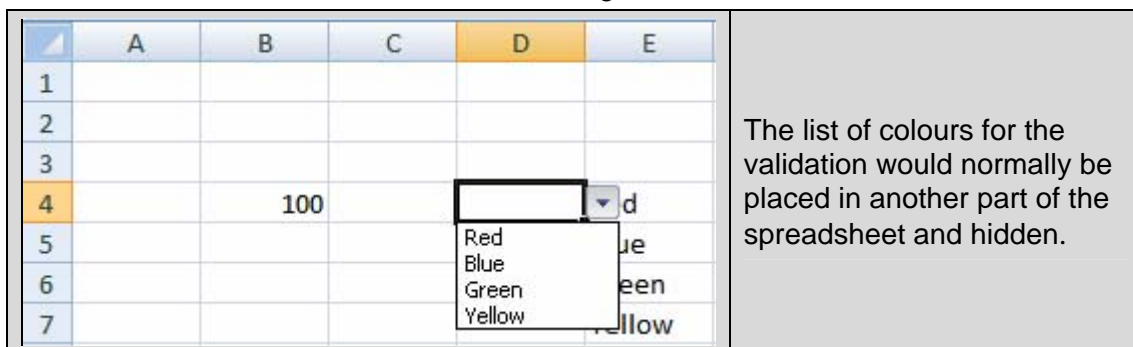 A B C D E
1
2
3
4 100 d
5 ue
6 een
7 ellow
Red
Blue
Green
Yellow
The list of colours for the
validation would normally be
placed in another part of the
spreadsheet and hidden.